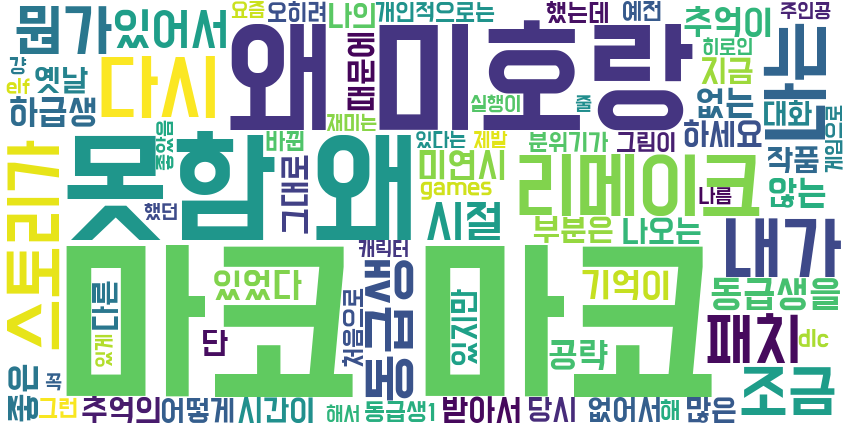 요즘 오히려 나의 개인적으로는 했는데 예전 추억이 주인공
뭔가 있어서 왜 미호랑 히로인 는
걍 옛날 다시 때문에 지금
elf 하급생 실행이 줄 없는 대화
재미는 게임으로
좋았음 바뀜 있다는 제발 분위기가 그림이 하세요 작품
스토리가 못함 왜 미연시 리메이크 않는
그대로 games 나름
했던 시절 부분은 나오는 내가
캐릭터
마코 마코
있었다 동급생 기억이 동급생을
다른 있지만
있게 단 처음으로 공략 패치 dlc
좋은 꼭 조금
그런 추억의 어떻게 시간이 해서 동급생1 받아서 당시 없어서 해 많은